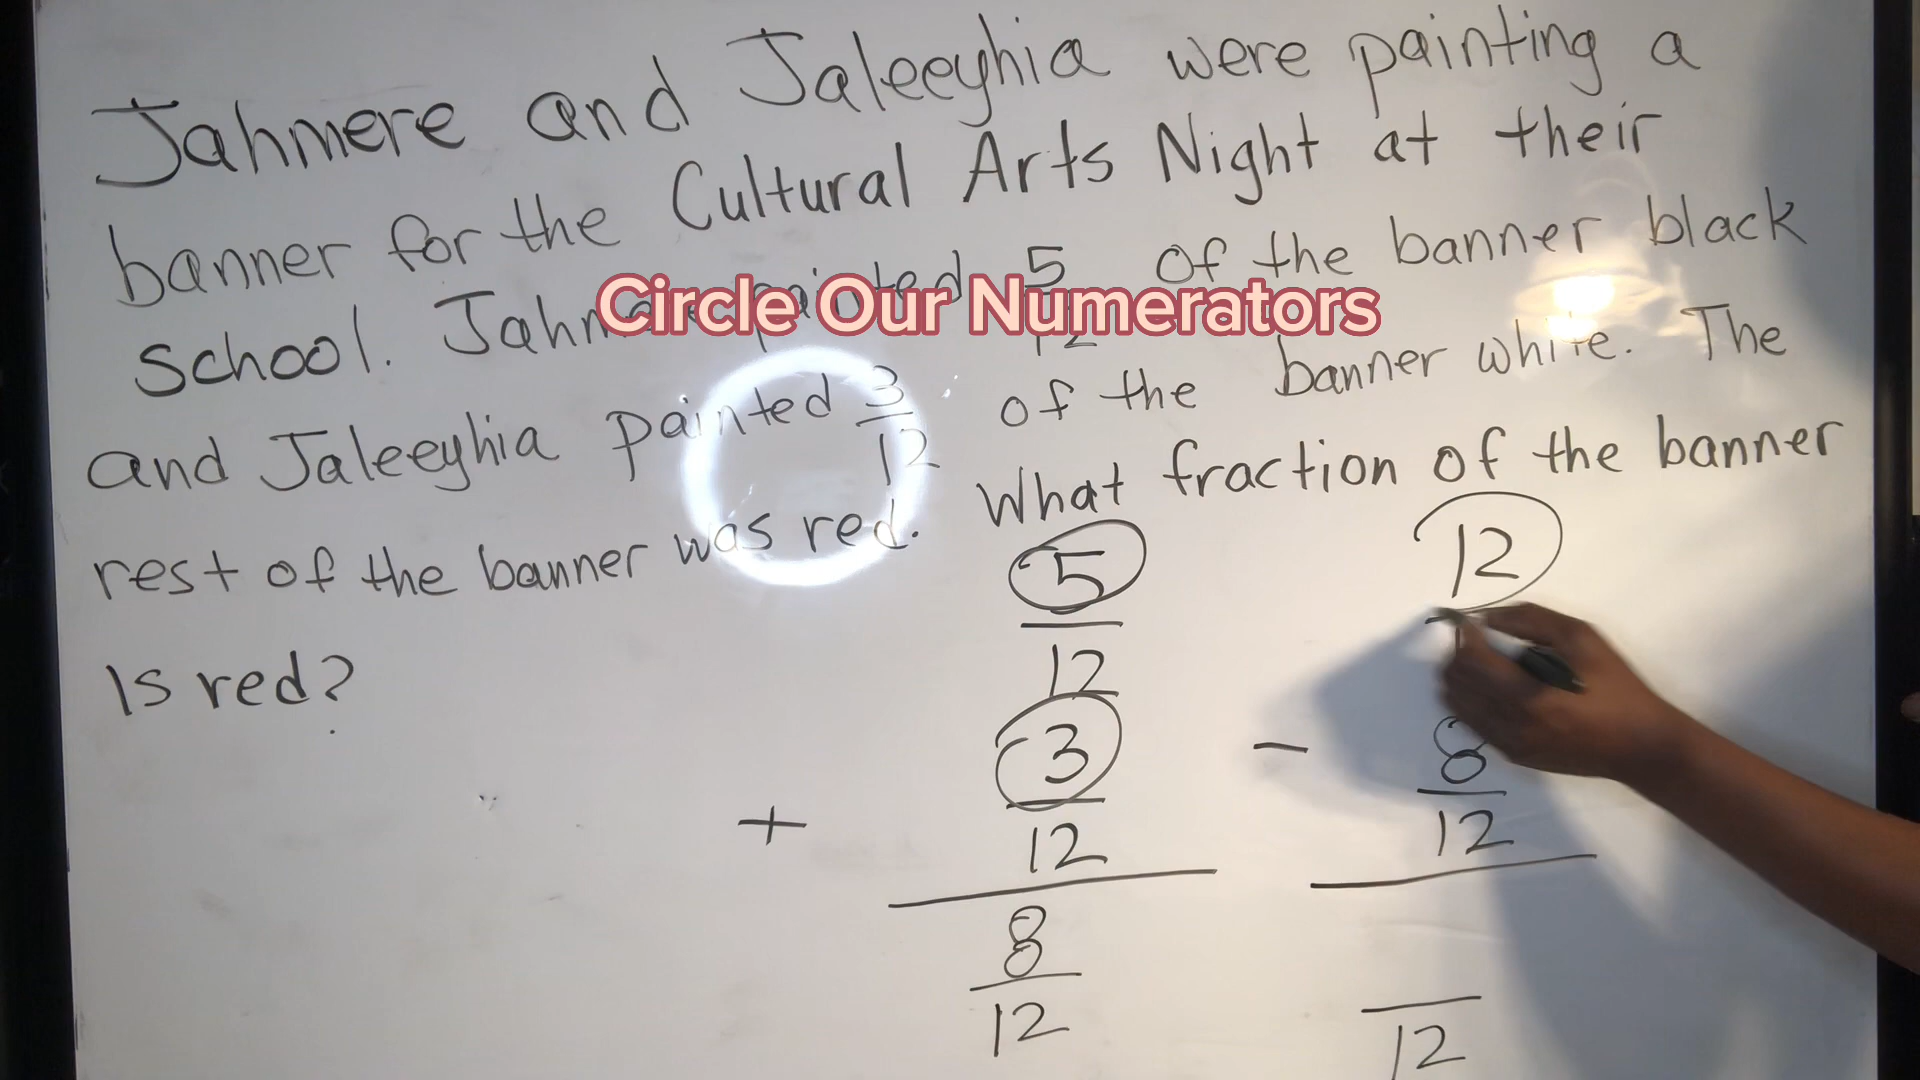 Jahmere and Jaleeyhia were painting a
banner for the Cultural Arts Night at their
school. painted 5 of the banner black
Circle Our Numerators
and Jaleeyhia painted 3/12 of the banner white. The
rest of the banner was red. What fraction of the banner
Is red?
5
12
+ 3
12
8
12
12
- 8
12
12